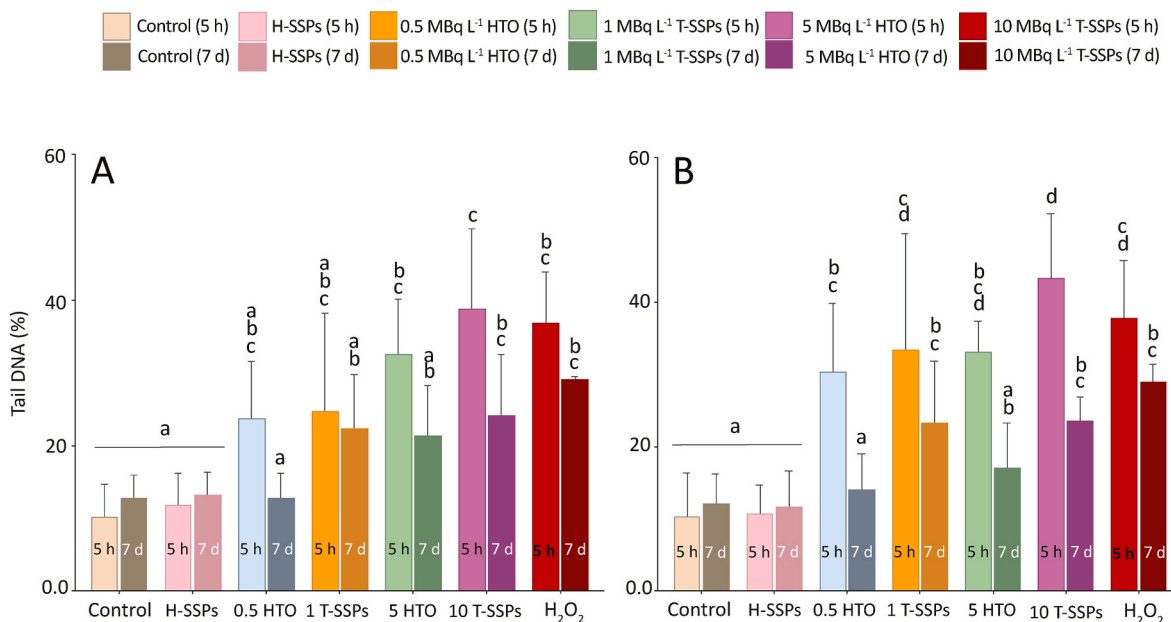 Control (5 h) H-SSPs (5 h) 0.5 MBq L⁻¹ HTO (5 h) 1 MBq L⁻¹ T-SSPs (5 h) 5 MBq L⁻¹ HTO (5 h) 10 MBq L⁻¹ T-SSPs (5 h)
Control (7 d) H-SSPs (7 d) 0.5 MBq L⁻¹ HTO (7 d) 1 MBq L⁻¹ T-SSPs (7 d) 5 MBq L⁻¹ HTO (7 d) 10 MBq L⁻¹ T-SSPs (7 d)
A
Tail DNA (%)
60
40
20
0.0
a
a
b
c
a
a
b
c
a
b
b
c
a
b
c
b
c
b
c
b
c
5 h 7 d 5 h 7 d 5 h 7 d 5 h 7 d 5 h 7 d 5 h 7 d 5 h 7 d
Control H-SSPs 0.5 HTO 1 T-SSPs 5 HTO 10 T-SSPs H₂O₂
B
60
40
20
0.0
a
b
c
a
c
d
b
c
b
c
d
a
b
d
b
c
c
d
b
c
5 h 7 d 5 h 7 d 5 h 7 d 5 h 7 d 5 h 7 d 5 h 7 d 5 h 7 d
Control H-SSPs 0.5 HTO 1 T-SSPs 5 HTO 10 T-SSPs H₂O₂